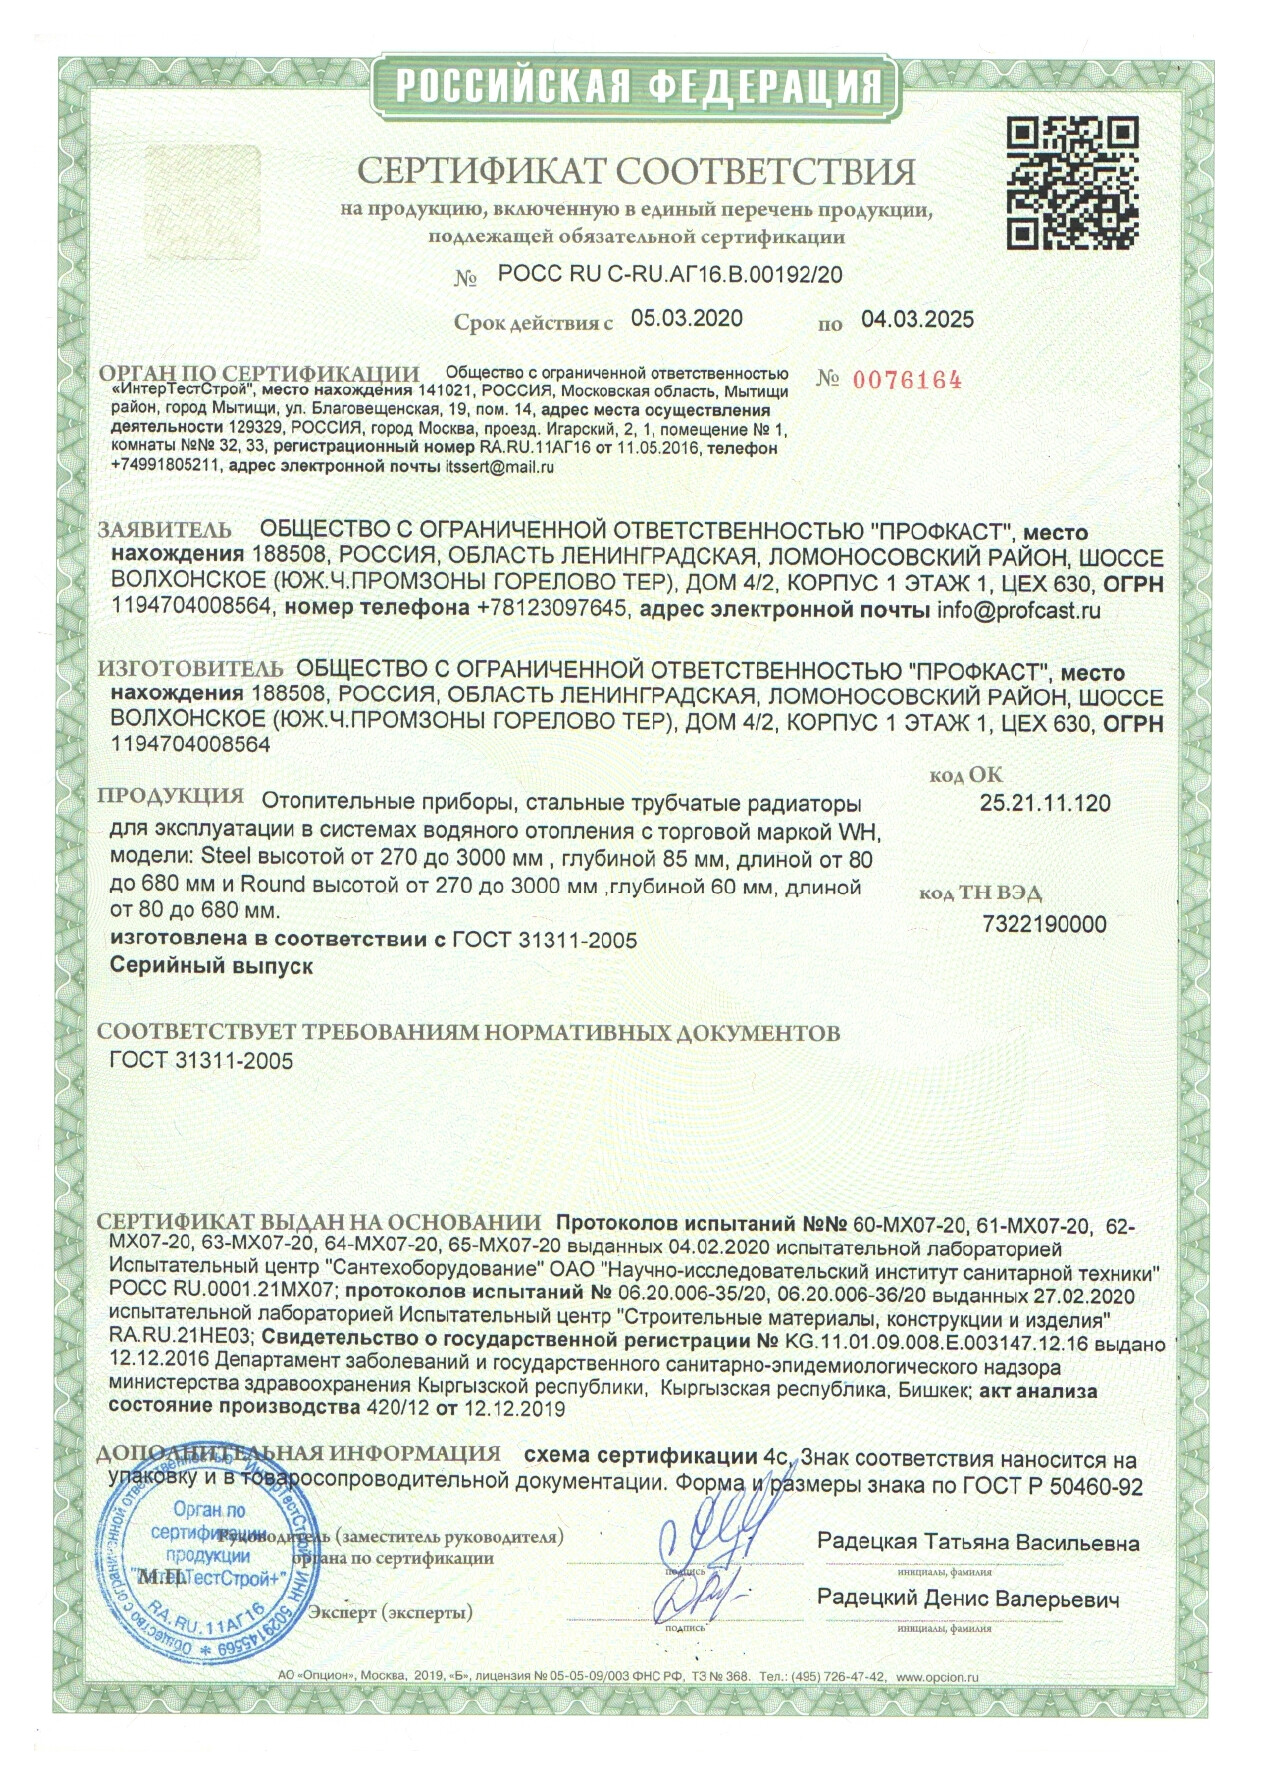 РОССИЙСКАЯ ФЕДЕРАЦИЯ
СЕРТИФИКАТ СООТВЕТСТВИЯ
на продукцию, включенную в единый перечень продукции,
подлежащей обязательной сертификации
№ РОСС RU C-RU.АГ16.В.00192/20
Срок действия с 05.03.2020 по 04.03.2025
№ 0076164
ОРГАН ПО СЕРТИФИКАЦИИ Общество с ограниченной ответственностью
«ИнтерТестСтрой", место нахождения 141021, РОССИЯ, Московская область, Мытищи
район, город Мытищи, ул. Благовещенская, 19, пом. 14, адрес места осуществления
деятельности 129329, РОССИЯ, город Москва, проезд. Игарский, 2, 1, помещение № 1,
комнаты №№ 32, 33, регистрационный номер RA.RU.11АГ16 от 11.05.2016, телефон
+74991805211, адрес электронной почты itssert@mail.ru
ЗАЯВИТЕЛЬ ОБЩЕСТВО С ОГРАНИЧЕННОЙ ОТВЕТСТВЕННОСТЬЮ "ПРОФКАСТ", место
нахождения 188508, РОССИЯ, ОБЛАСТЬ ЛЕНИНГРАДСКАЯ, ЛОМОНОСОВСКИЙ РАЙОН, ШОССЕ
ВОЛХОНСКОЕ (ЮЖ.Ч.ПРОМЗОНЫ ГОРЕЛОВО ТЕР), ДОМ 4/2, КОРПУС 1 ЭТАЖ 1, ЦЕХ 630, ОГРН
1194704008564, номер телефона +78123097645, адрес электронной почты info@profcast.ru
ИЗГОТОВИТЕЛЬ ОБЩЕСТВО С ОГРАНИЧЕННОЙ ОТВЕТСТВЕННОСТЬЮ "ПРОФКАСТ", место
нахождения 188508, РОССИЯ, ОБЛАСТЬ ЛЕНИНГРАДСКАЯ, ЛОМОНОСОВСКИЙ РАЙОН, ШОССЕ
ВОЛХОНСКОЕ (ЮЖ.Ч.ПРОМЗОНЫ ГОРЕЛОВО ТЕР), ДОМ 4/2, КОРПУС 1 ЭТАЖ 1, ЦЕХ 630, ОГРН
1194704008564
ПРОДУКЦИЯ Отопительные приборы, стальные трубчатые радиаторы
для эксплуатации в системах водяного отопления с торговой маркой WH,
модели: Steel высотой от 270 до 3000 мм , глубиной 85 мм, длиной от 80
до 680 мм и Round высотой от 270 до 3000 мм ,глубиной 60 мм, длиной
от 80 до 680 мм.
изготовлена в соответствии с ГОСТ 31311-2005
Серийный выпуск
код ОК
25.21.11.120
код ТН ВЭД
7322190000
СООТВЕТСТВУЕТ ТРЕБОВАНИЯМ НОРМАТИВНЫХ ДОКУМЕНТОВ
ГОСТ 31311-2005
СЕРТИФИКАТ ВЫДАН НА ОСНОВАНИИ Протоколов испытаний №№ 60-МХ07-20, 61-МХ07-20, 62-
МХ07-20, 63-МХ07-20, 64-МХ07-20, 65-МХ07-20 выданных 04.02.2020 испытательной лабораторией
Испытательный центр "Сантехоборудование" ОАО "Научно-исследовательский институт санитарной техники"
РОСС RU.0001.21МХ07; протоколов испытаний № 06.20.006-35/20, 06.20.006-36/20 выданных 27.02.2020
испытательной лабораторией Испытательный центр "Строительные материалы, конструкции и изделия"
RA.RU.21НЕ03; Свидетельство о государственной регистрации № KG.11.01.09.008.Е.003147.12.16 выдано
12.12.2016 Департамент заболеваний и государственного санитарно-эпидемиологического надзора
министерства здравоохранения Кыргызской республики, Кыргызская республика, Бишкек; акт анализа
состояние производства 420/12 от 12.12.2019
ДОПОЛНИТЕЛЬНАЯ ИНФОРМАЦИЯ схема сертификации 4с, Знак соответствия наносится на
упаковку и в товаросопроводительной документации. Форма и размеры знака по ГОСТ Р 50460-92
Общество с ограниченной ответственностью "ИнтерТестСтрой" ИНН 5029145569 *
Орган по
сертификации
продукции
"ИнтерТестСтрой+"
RA.RU.11АГ16
М.П.
Руководитель (заместитель руководителя)
органа по сертификации
подпись
Радецкая Татьяна Васильевна
инициалы, фамилия
Эксперт (эксперты)
подпись
Радецкий Денис Валерьевич
инициалы, фамилия
АО «Опцион», Москва, 2019, «Б», лицензия № 05-05-09/003 ФНС РФ, ТЗ № 368. Тел.: (495) 726-47-42, www.opcion.ru